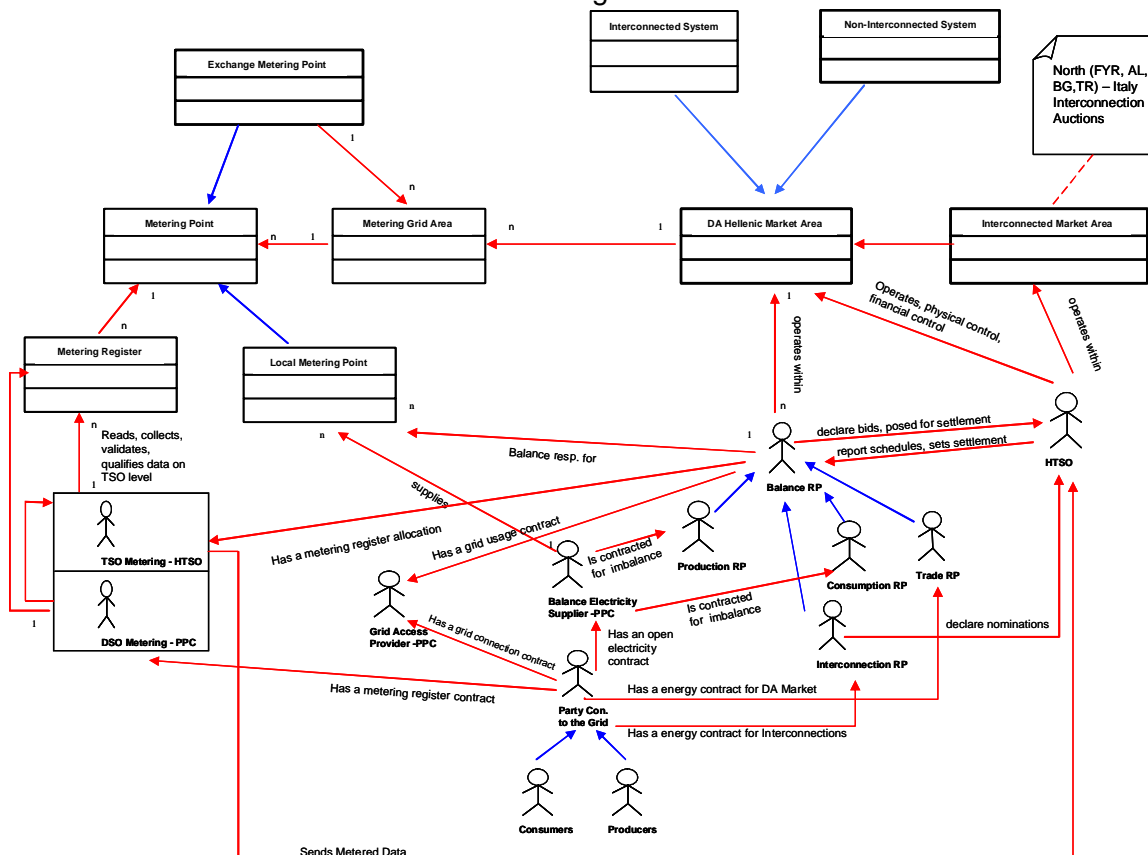 Interconnected System
Non-Interconnected System
Exchange Metering Point
North (FYR, AL,
BG,TR) – Italy
Interconnection
Auctions
1
n
Metering Point
Metering Grid Area
DA Hellenic Market Area
Interconnected Market Area
n
1
n
1
1
n
1
Operates, physical control,
financial control
operates within
operates within
Metering Register
Local Metering Point
n
n
n
1
n
Reads, collects,
validates,
qualifies data on
TSO level
1
declare bids, posed for settlement
report schedules, sets settlement
HTSO
Balance resp. for
Balance RP
supplies
TSO Metering - HTSO
Has a metering register allocation
Has a grid usage contract
1
Is contracted
for imbalance
Production RP
Consumption RP
Trade RP
Balance Electricity
Supplier -PPC
Is contracted
for imbalance
1
DSO Metering - PPC
Grid Access
Provider -PPC
Has a grid connection contract
Has an open
electricity
contract
declare nominations
Interconnection RP
Has a metering register contract
Has a energy contract for DA Market
Party Con.
to the Grid
Has a energy contract for Interconnections
Consumers
Producers
Sends Metered Data